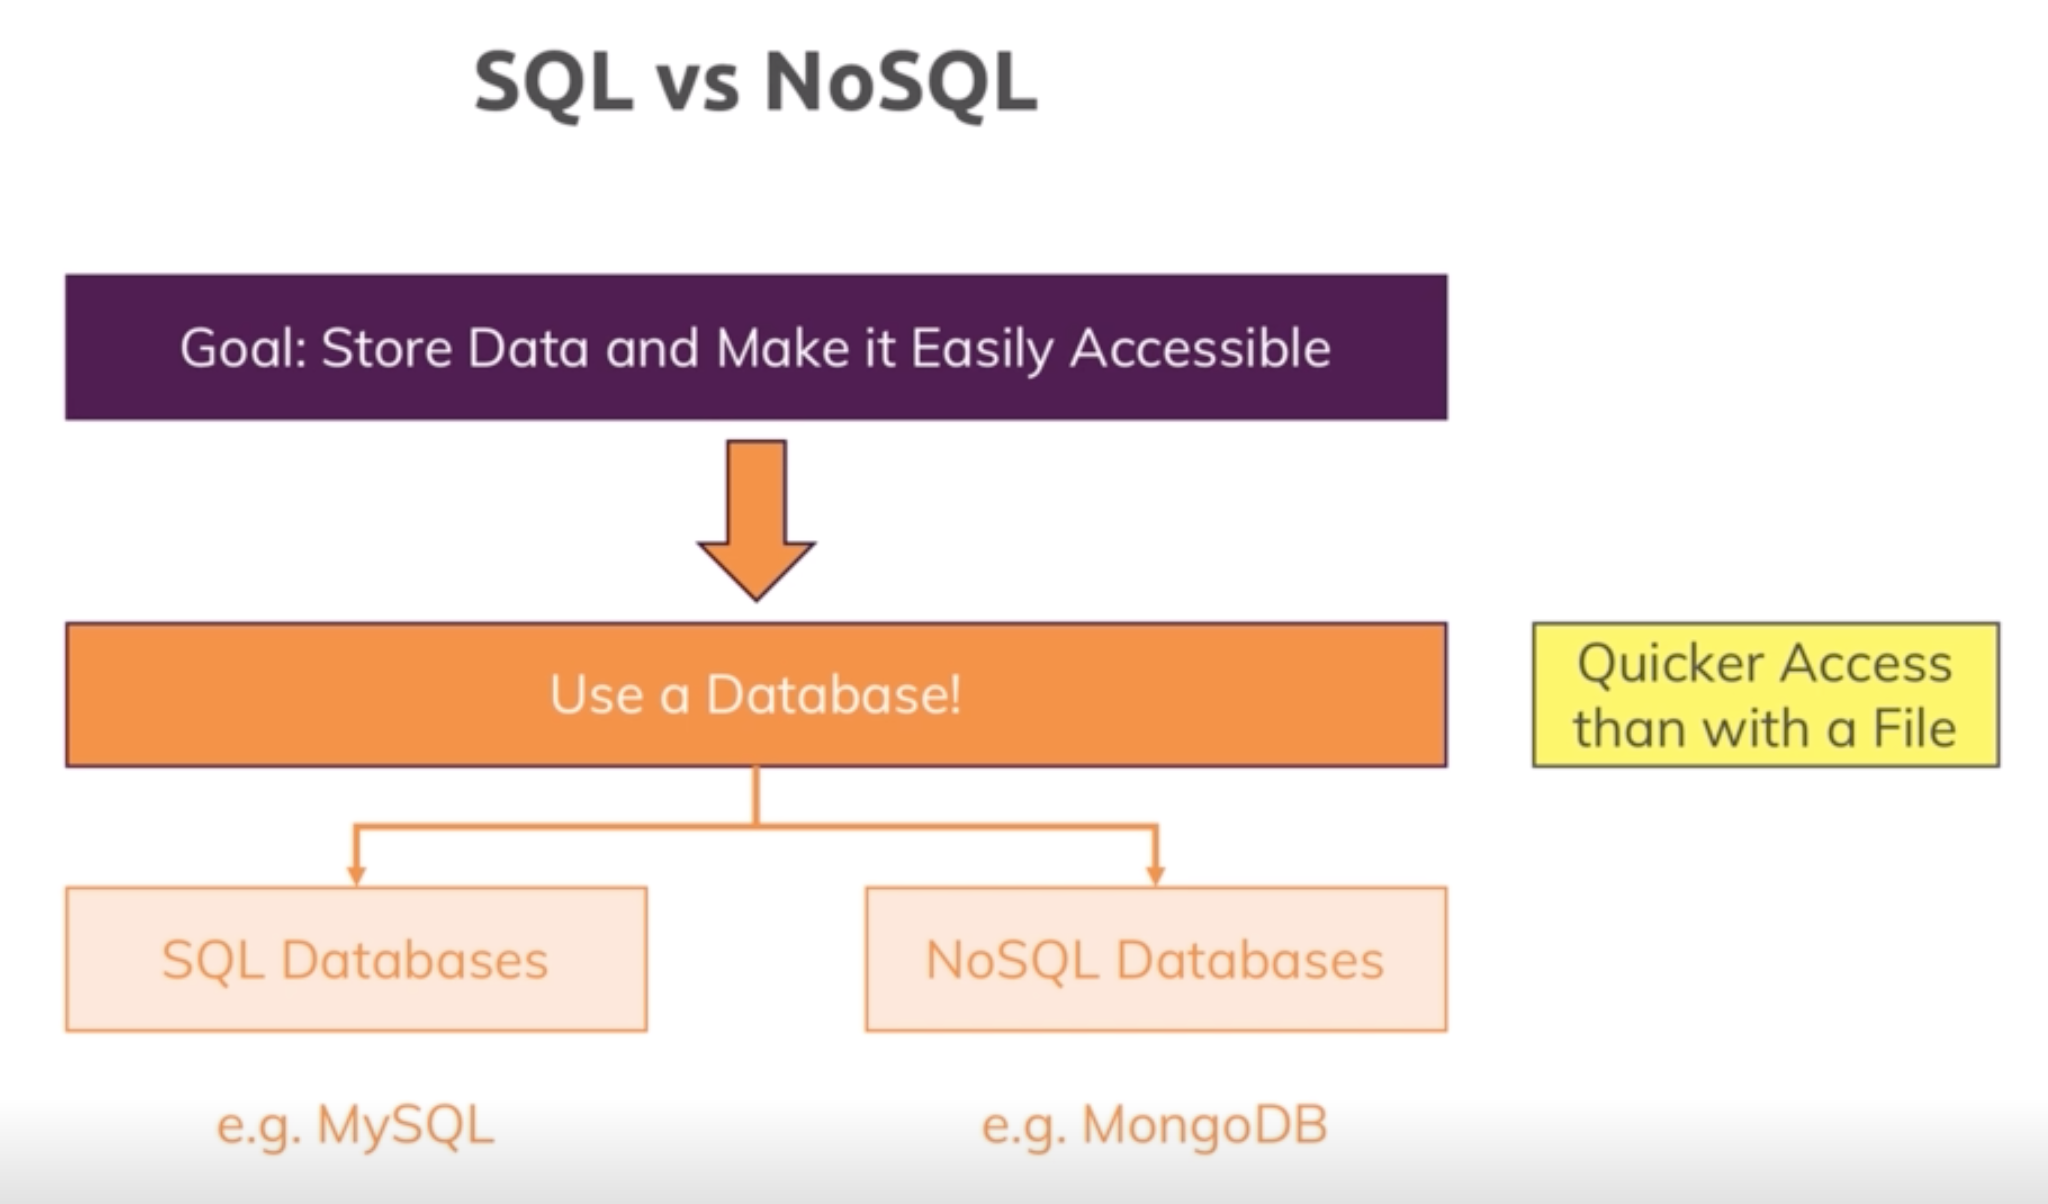 SQL vs NoSQL
Goal: Store Data and Make it Easily Accessible
Use a Database!
Quicker Access
than with a File
SQL Databases
NoSQL Databases
e.g. MySQL
e.g. MongoDB